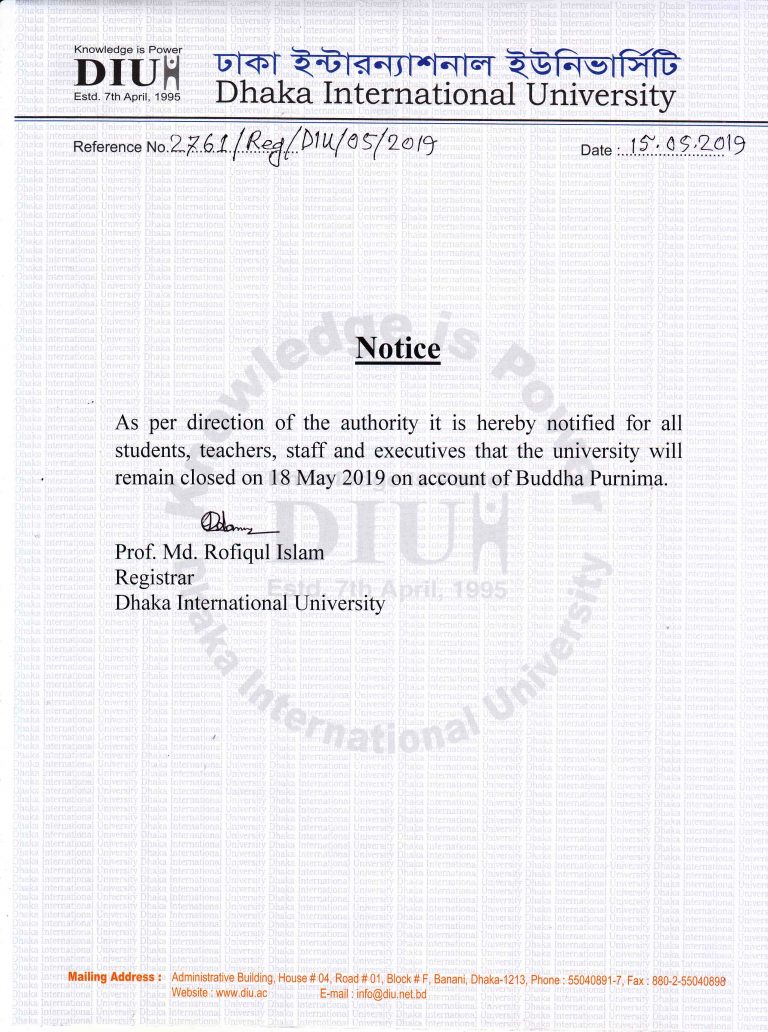 Knowledge is Power
DIU
Estd. 7th April, 1995
ঢাকা ইন্টারন্যাশনাল ইউনিভার্সিটি
Dhaka International University
Reference No. 2761/Reg/DIU/05/2019
Date : 15.05.2019
Notice
As per direction of the authority it is hereby notified for all
students, teachers, staff and executives that the university will
remain closed on 18 May 2019 on account of Buddha Purnima.
Prof. Md. Rofiqul Islam
Registrar
Dhaka International University
Knowledge is Power
DIU
Estd. 7th April, 1995
Dhaka International University
Mailing Address : Administrative Building, House # 04, Road # 01, Block # F, Banani, Dhaka-1213, Phone : 55040891-7, Fax : 880-2-55040898
Website : www.diu.ac E-mail : info@diu.net.bd